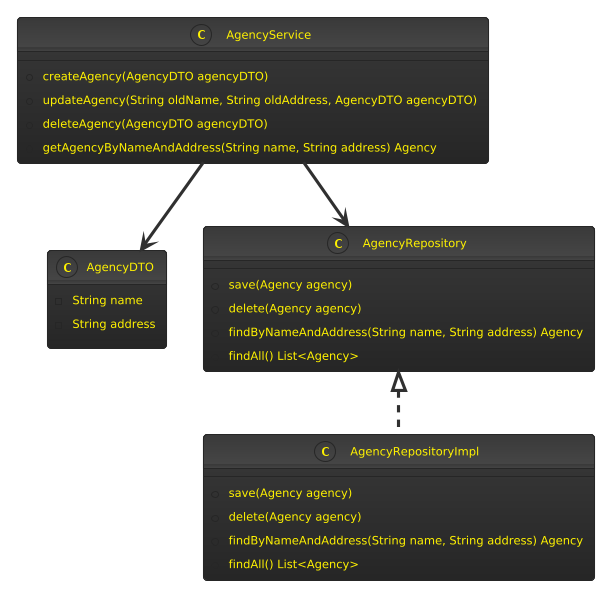 C AgencyService
createAgency(AgencyDTO agencyDTO)
updateAgency(String oldName, String oldAddress, AgencyDTO agencyDTO)
deleteAgency(AgencyDTO agencyDTO)
getAgencyByNameAndAddress(String name, String address) Agency
C AgencyDTO
String name
String address
C AgencyRepository
save(Agency agency)
delete(Agency agency)
findByNameAndAddress(String name, String address) Agency
findAll() List<Agency>
C AgencyRepositoryImpl
save(Agency agency)
delete(Agency agency)
findByNameAndAddress(String name, String address) Agency
findAll() List<Agency>